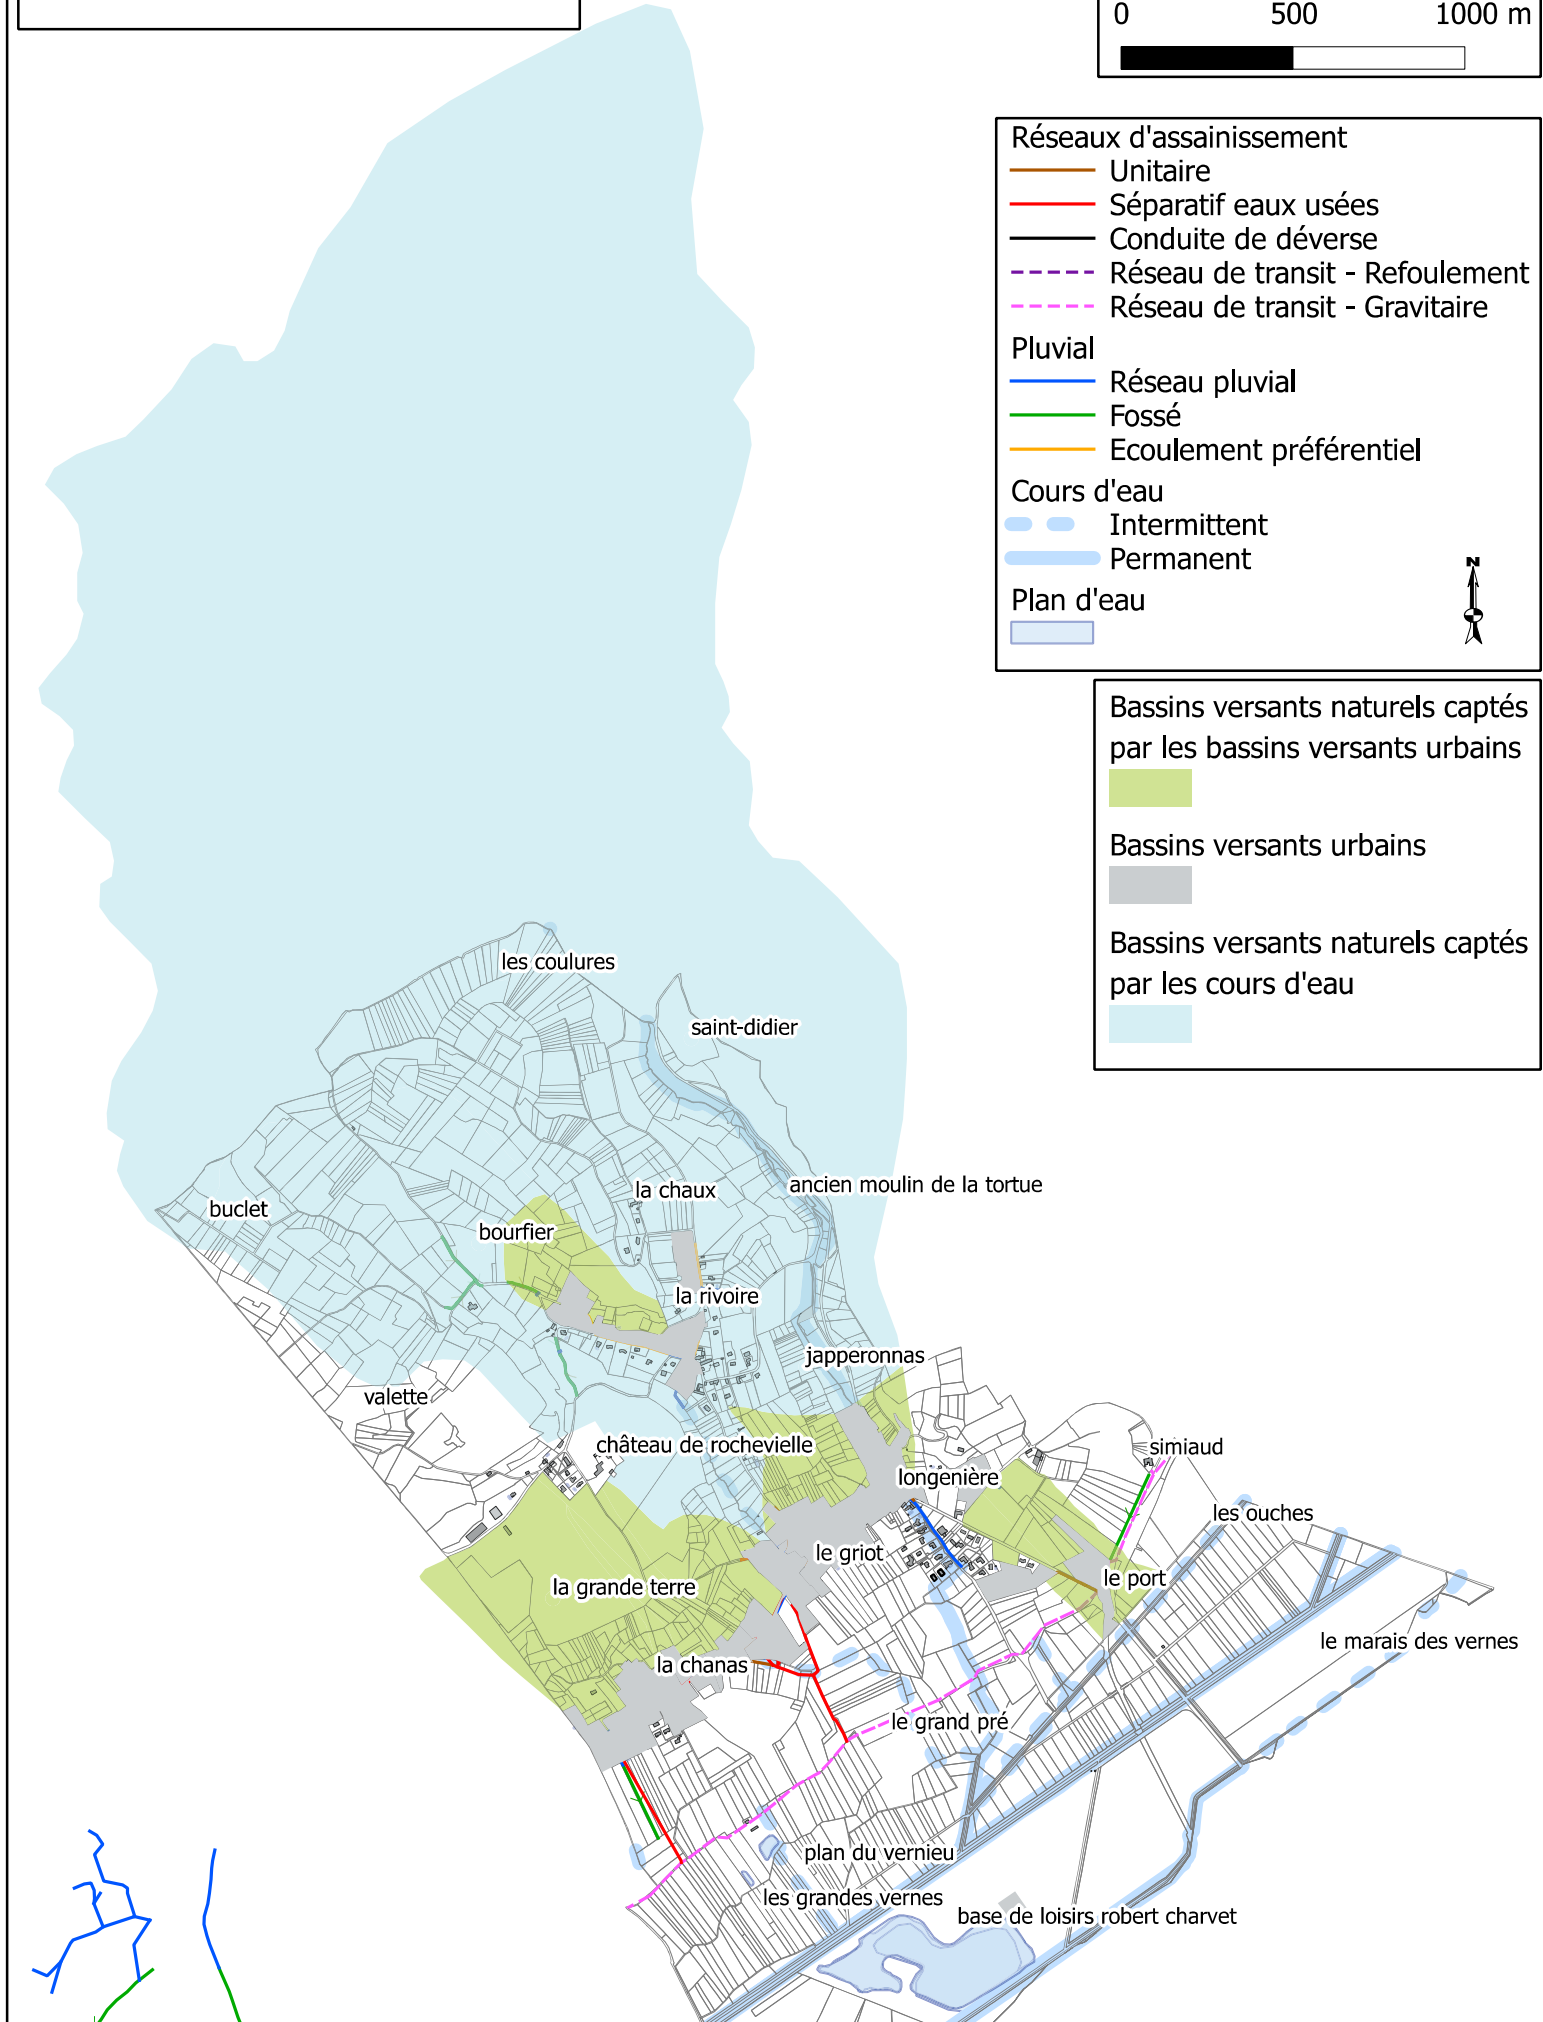 0 500 1000 m
Réseaux d'assainissement
Unitaire
Séparatif eaux usées
Conduite de déverse
Réseau de transit - Refoulement
Réseau de transit - Gravitaire
Pluvial
Réseau pluvial
Fossé
Ecoulement préférentiel
Cours d'eau
Intermittent
Permanent
Plan d'eau
N
Bassins versants naturels captés
par les bassins versants urbains
Bassins versants urbains
Bassins versants naturels captés
par les cours d'eau
les coulures
saint-didier
ancien moulin de la tortue
la chaux
buclet
bourfier
la rivoire
japperonnas
valette
château de rochevielle
simiaud
longenière
les ouches
le griot
le port
la grande terre
le marais des vernes
la chanas
le grand pré
plan du vernieu
les grandes vernes
base de loisirs robert charvet